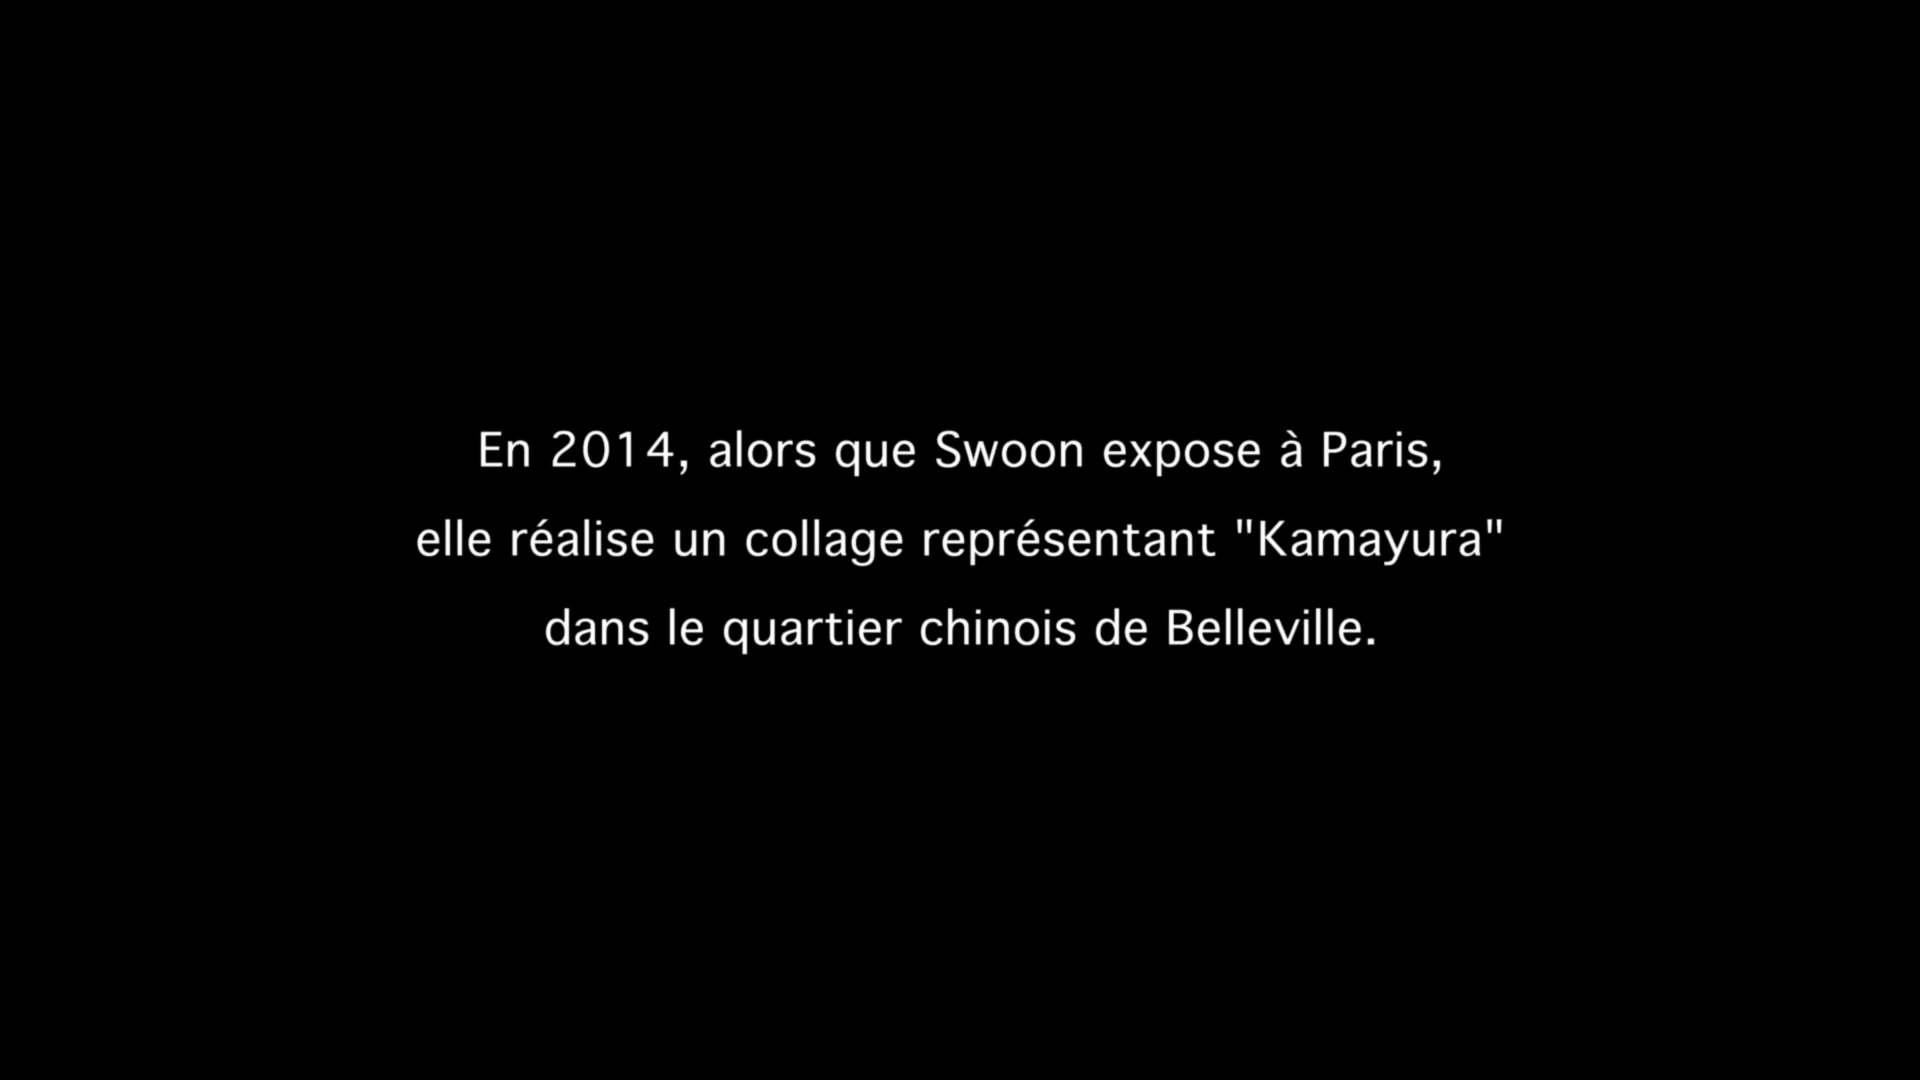 En 2014, alors que Swoon expose à Paris,
elle réalise un collage représentant "Kamayura"
dans le quartier chinois de Belleville.